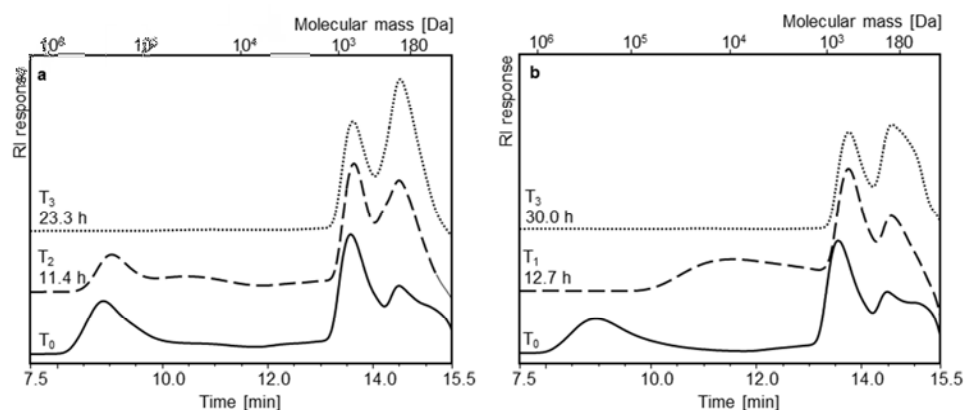 Molecular mass [Da]
10⁶ 10⁵ 10⁴ 10³ 180
a
RI response
T₃
23.3 h
T₂
11.4 h
T₀
7.5 10.0 12.0 14.0 15.5
Time [min]
Molecular mass [Da]
10⁶ 10⁵ 10⁴ 10³ 180
b
RI response
T₃
30.0 h
T₁
12.7 h
T₀
7.5 10.0 12.0 14.0 15.5
Time [min]